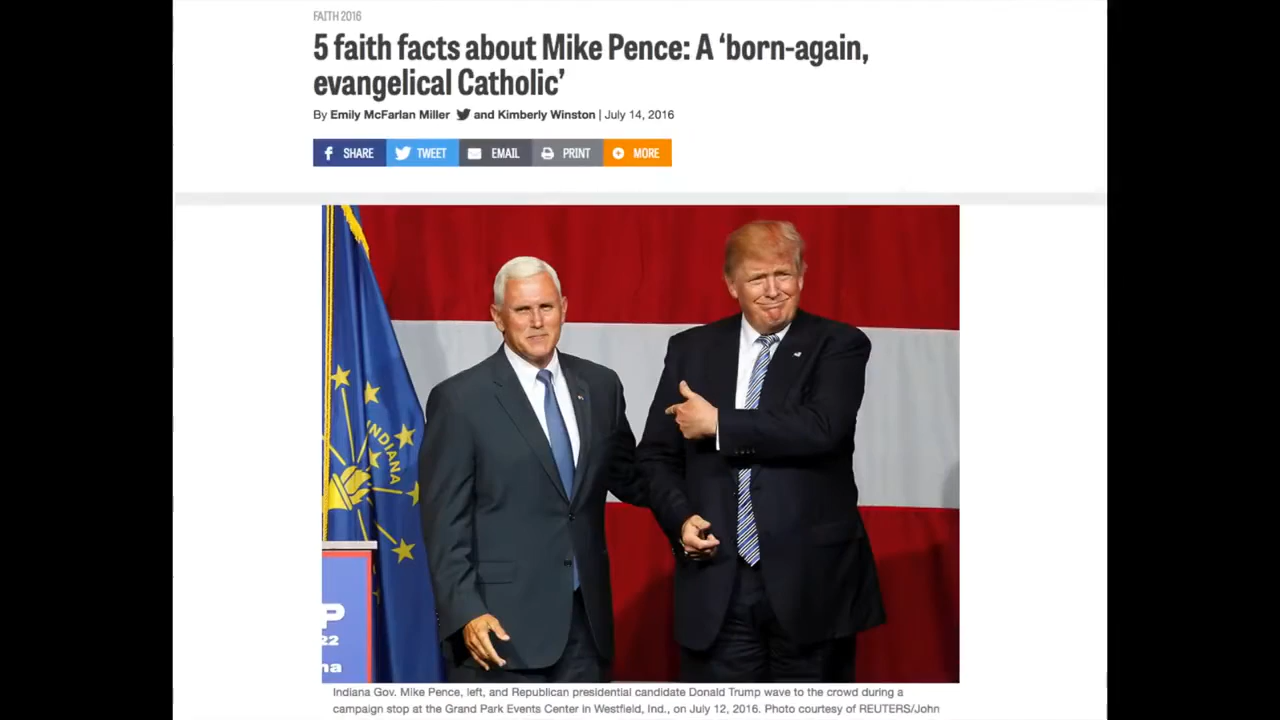 FAITH 2016
5 faith facts about Mike Pence: A ‘born-again,
evangelical Catholic’
By Emily McFarlan Miller and Kimberly Winston | July 14, 2016
SHARE TWEET EMAIL PRINT MORE
INDIANA
P
22
na
Indiana Gov. Mike Pence, left, and Republican presidential candidate Donald Trump wave to the crowd during a
campaign stop at the Grand Park Events Center in Westfield, Ind., on July 12, 2016. Photo courtesy of REUTERS/John